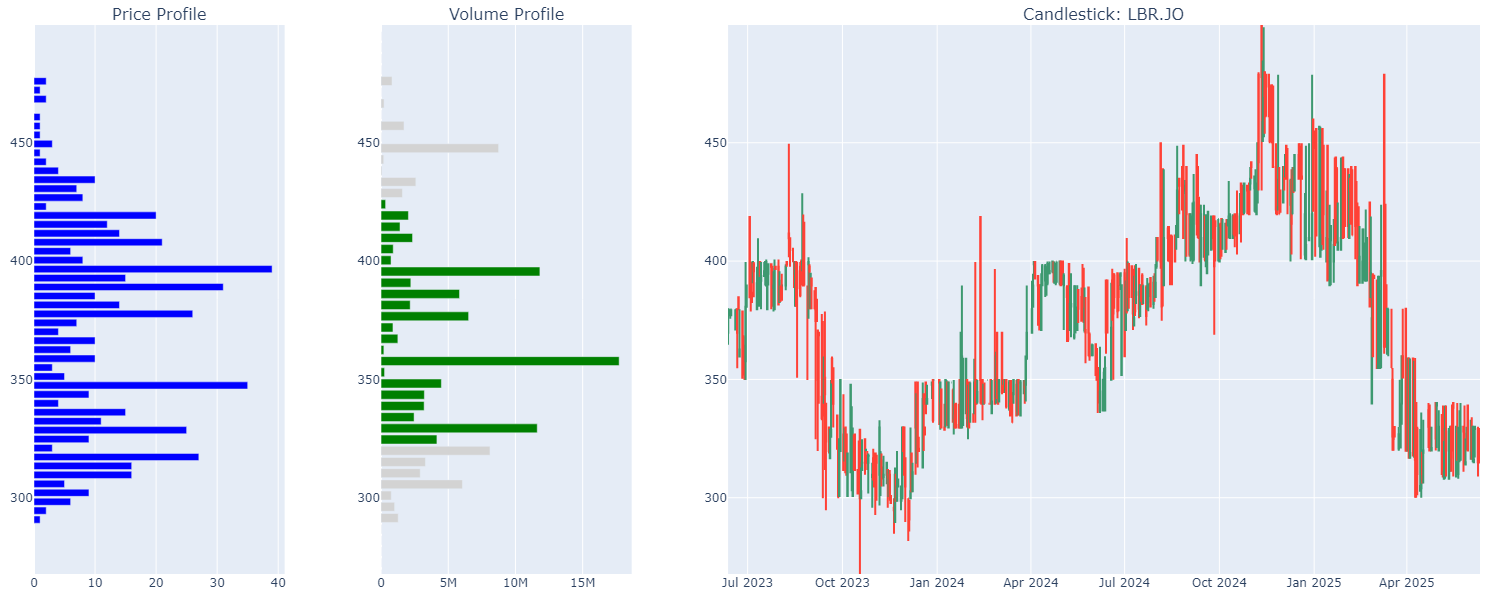 Price Profile
Volume Profile
Candlestick: LBR.JO
450
400
350
300
0
10
20
30
40
450
400
350
300
0
5M
10M
15M
450
400
350
300
Jul 2023
Oct 2023
Jan 2024
Apr 2024
Jul 2024
Oct 2024
Jan 2025
Apr 2025